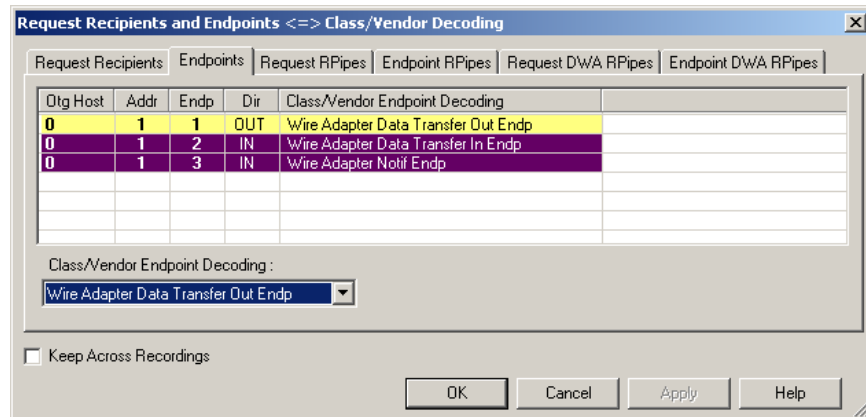 Request Recipients and Endpoints <=> Class/Vendor Decoding
Request Recipients Endpoints Request RPipes Endpoint RPipes Request DWA RPipes Endpoint DWA RPipes
Otg Host Addr Endp Dir Class/Vendor Endpoint Decoding
0 1 1 OUT Wire Adapter Data Transfer Out Endp
0 1 2 IN Wire Adapter Data Transfer In Endp
0 1 3 IN Wire Adapter Notif Endp
Class/Vendor Endpoint Decoding :
Wire Adapter Data Transfer Out Endp
Keep Across Recordings
OK Cancel Apply Help